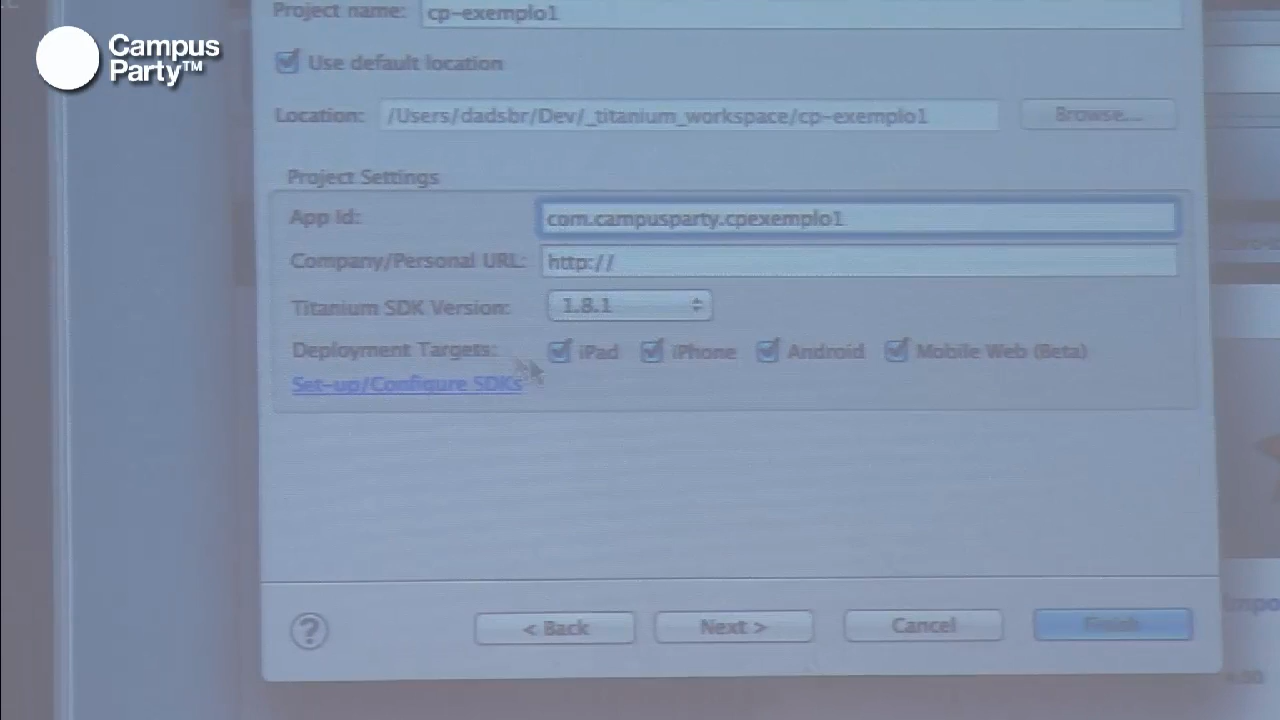 Campus
Party™
Project name: cp-exemplo1
Use default location
Location: /Users/dadsbr/Dev/_titanium_workspace/cp-exemplo1 Browse...
Project Settings
App Id: com.campusparty.cpexemplo1
Company/Personal URL: http://
Titanium SDK Version: 1.8.1
Deployment Targets: iPad iPhone Android Mobile Web (Beta)
Set-up/Configure SDKs
? < Back Next > Cancel Finish